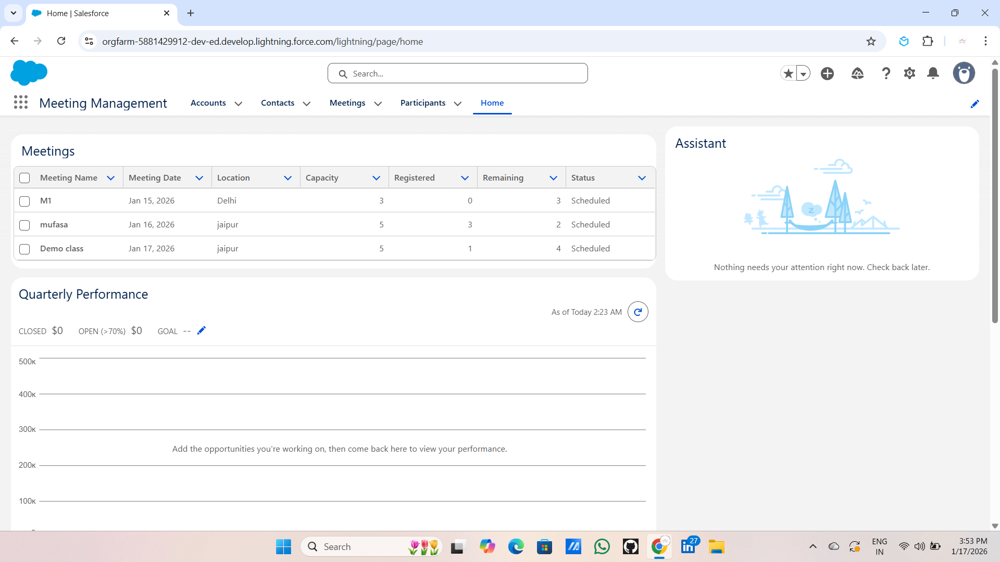 Home | Salesforce
orgfarm-5881429912-dev-ed.develop.lightning.force.com/lightning/page/home
Search...
Meeting Management
Accounts
Contacts
Meetings
Participants
Home
Meetings
Meeting Name Meeting Date Location Capacity Registered Remaining Status
M1 Jan 15, 2026 Delhi 3 0 3 Scheduled
mufasa Jan 16, 2026 jaipur 5 3 2 Scheduled
Demo class Jan 17, 2026 jaipur 5 1 4 Scheduled
Assistant
z
Nothing needs your attention right now. Check back later.
Quarterly Performance
As of Today 2:23 AM
CLOSED $0 OPEN (>70%) $0 GOAL --
500K
400K
300K
Add the opportunities you're working on, then come back here to view your performance.
200K
100K
Search
27
ENG
IN
3:53 PM
1/17/2026